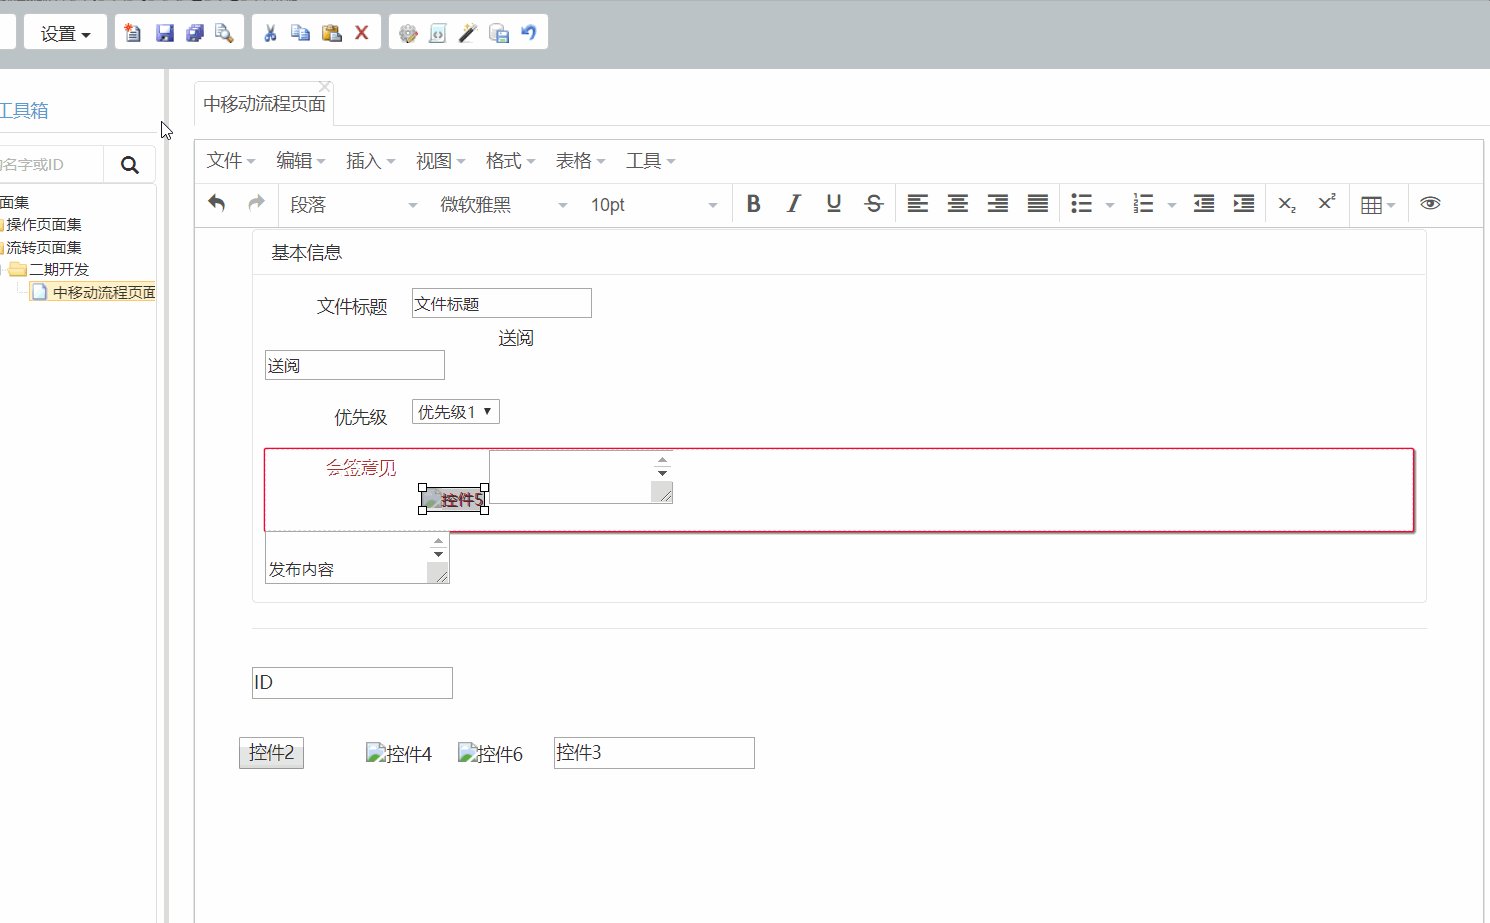 设置
工具箱
名字或ID
中移动流程页面
文件 编辑 插入 视图 格式 表格 工具
段落 微软雅黑 10pt B I U S
面集
操作页面集
流转页面集
二期开发
中移动流程页面
基本信息
文件标题 文件标题
送阅
送阅
优先级 优先级1
会签意见
控件5
发布内容
ID
控件2 控件4 控件6 控件3